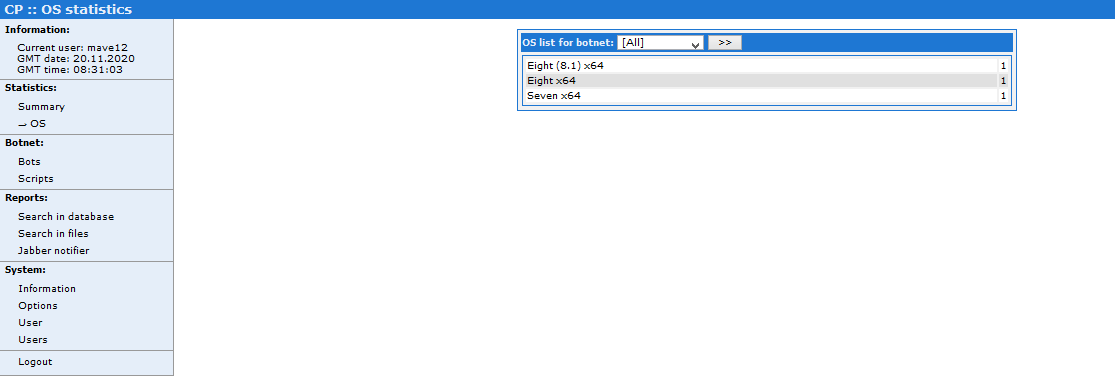 CP :: OS statistics
Information:
Current user: mave12
GMT date: 20.11.2020
GMT time: 08:31:03
Statistics:
Summary
OS
Botnet:
Bots
Scripts
Reports:
Search in database
Search in files
Jabber notifier
System:
Information
Options
User
Users
Logout
OS list for botnet: [All] >>
Eight (8.1) x64 1
Eight x64 1
Seven x64 1